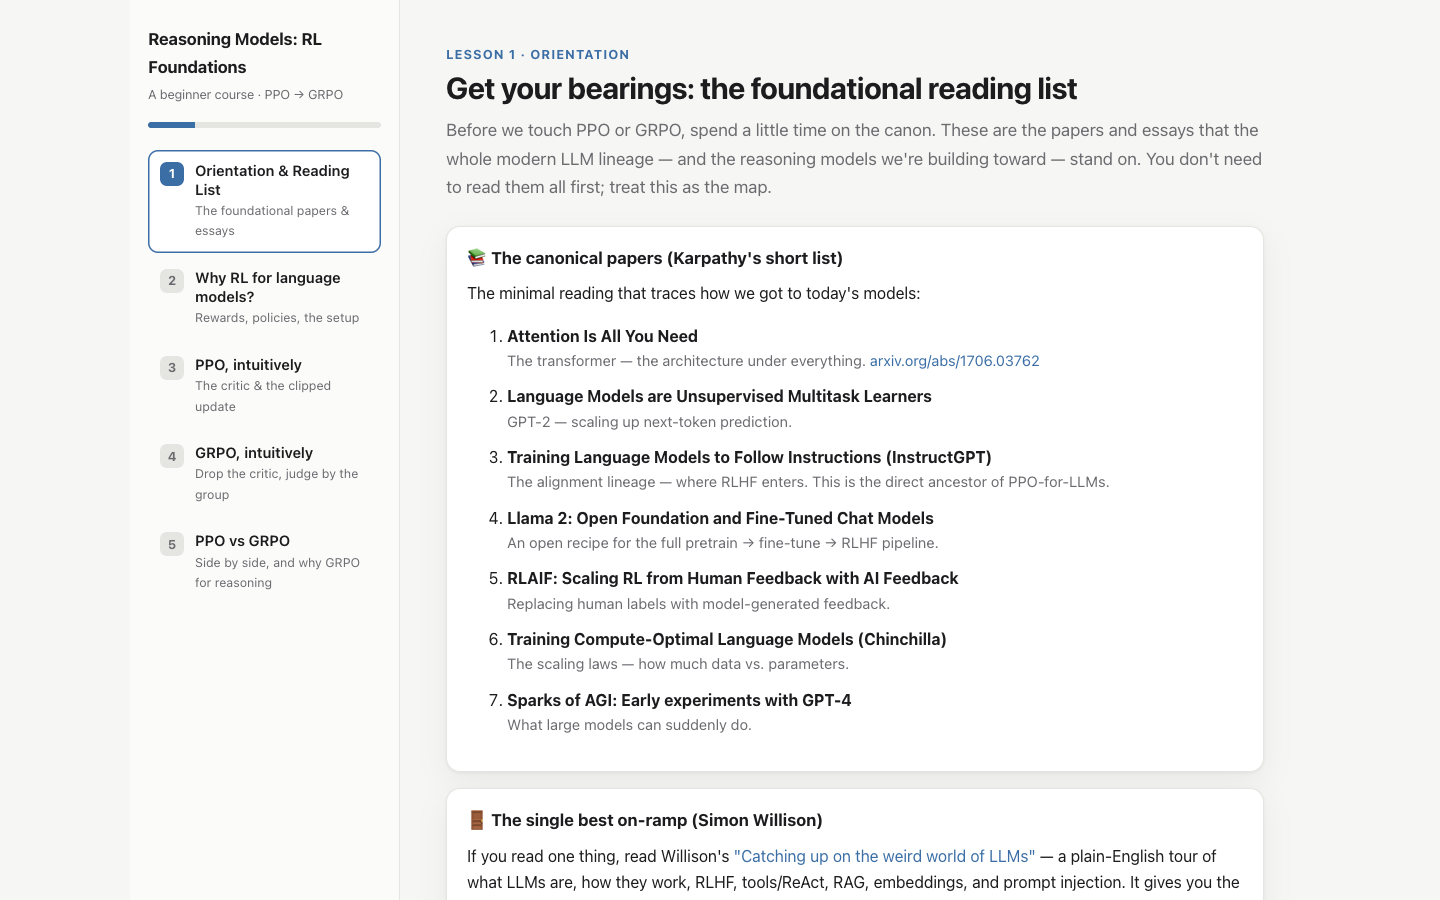 Reasoning Models: RL
Foundations
A beginner course · PPO → GRPO
1
Orientation & Reading
List
The foundational papers &
essays
2
Why RL for language
models?
Rewards, policies, the setup
3
PPO, intuitively
The critic & the clipped
update
4
GRPO, intuitively
Drop the critic, judge by the
group
5
PPO vs GRPO
Side by side, and why GRPO
for reasoning
LESSON 1 · ORIENTATION
Get your bearings: the foundational reading list
Before we touch PPO or GRPO, spend a little time on the canon. These are the papers and essays that the
whole modern LLM lineage — and the reasoning models we're building toward — stand on. You don't need
to read them all first; treat this as the map.
📚 The canonical papers (Karpathy's short list)
The minimal reading that traces how we got to today's models:
1. Attention Is All You Need
The transformer — the architecture under everything. arxiv.org/abs/1706.03762
2. Language Models are Unsupervised Multitask Learners
GPT-2 — scaling up next-token prediction.
3. Training Language Models to Follow Instructions (InstructGPT)
The alignment lineage — where RLHF enters. This is the direct ancestor of PPO-for-LLMs.
4. Llama 2: Open Foundation and Fine-Tuned Chat Models
An open recipe for the full pretrain → fine-tune → RLHF pipeline.
5. RLAIF: Scaling RL from Human Feedback with AI Feedback
Replacing human labels with model-generated feedback.
6. Training Compute-Optimal Language Models (Chinchilla)
The scaling laws — how much data vs. parameters.
7. Sparks of AGI: Early experiments with GPT-4
What large models can suddenly do.
🚪 The single best on-ramp (Simon Willison)
If you read one thing, read Willison's "Catching up on the weird world of LLMs" — a plain-English tour of
what LLMs are, how they work, RLHF, tools/ReAct, RAG, embeddings, and prompt injection. It gives you the